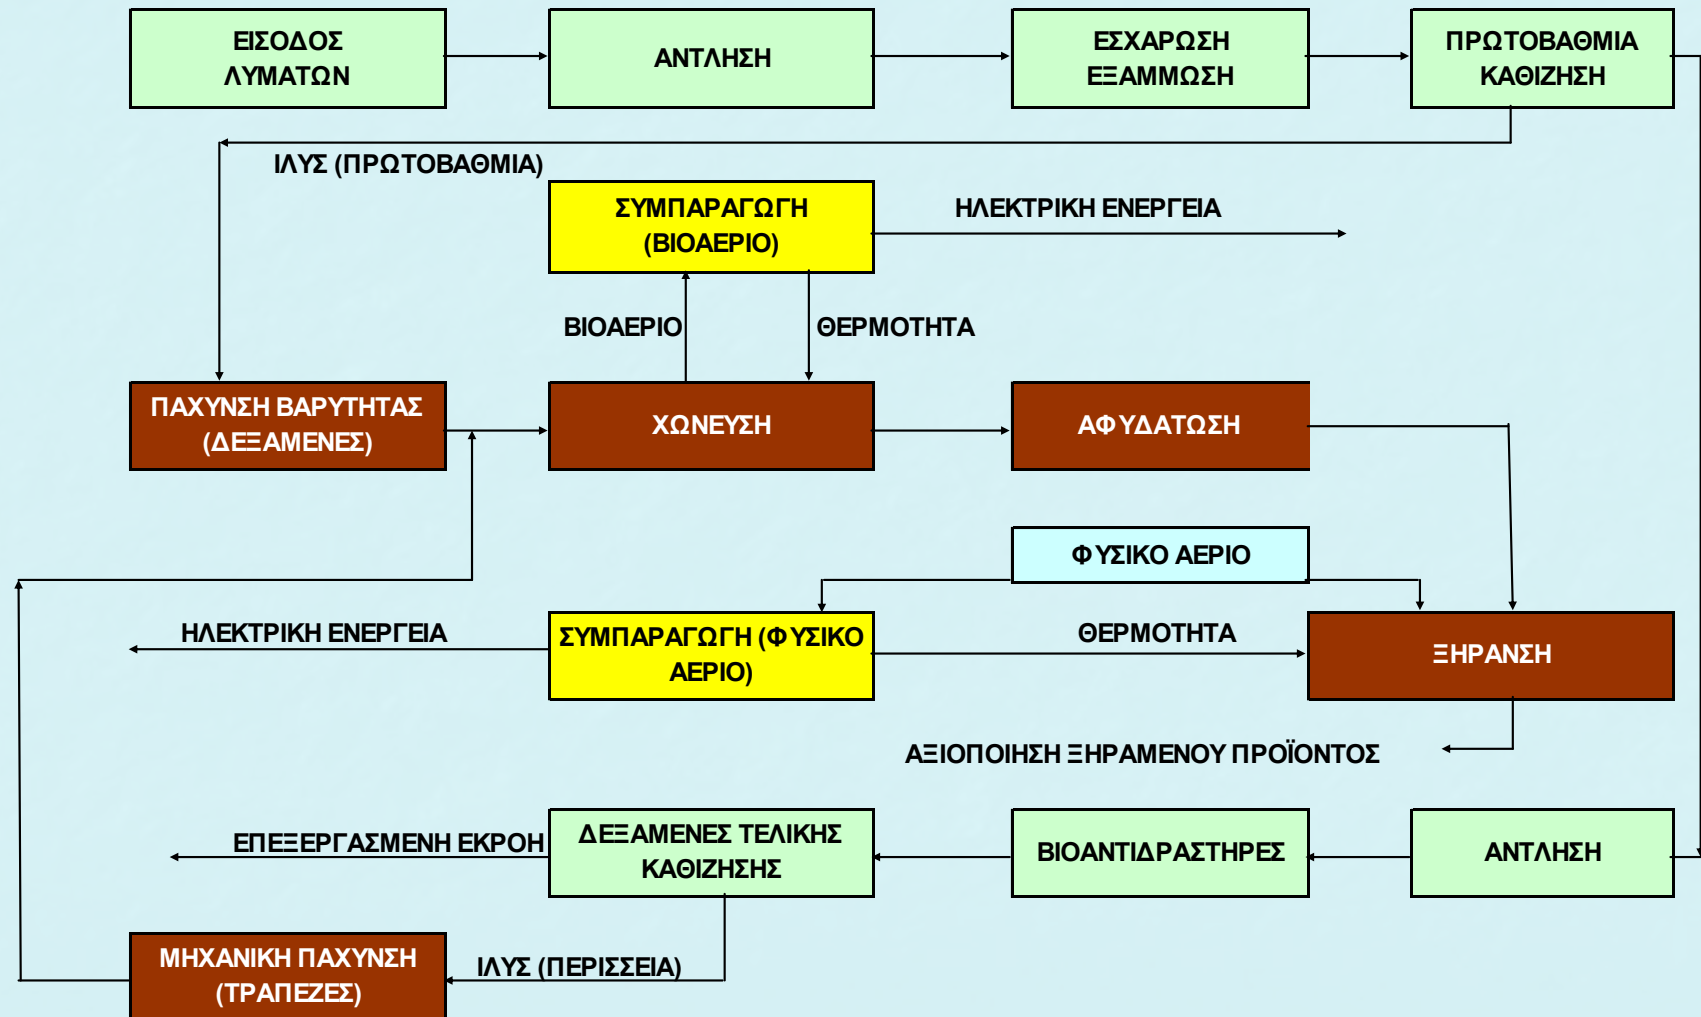 ΕΙΣΟΔΟΣ
ΛΥΜΑΤΩΝ
ΑΝΤΛΗΣΗ
ΕΣΧΑΡΩΣΗ
ΕΞΑΜΜΩΣΗ
ΠΡΩΤΟΒΑΘΜΙΑ
ΚΑΘΙΖΗΣΗ
ΙΛΥΣ (ΠΡΩΤΟΒΑΘΜΙΑ)
ΣΥΜΠΑΡΑΓΩΓΗ
(ΒΙΟΑΕΡΙΟ)
ΗΛΕΚΤΡΙΚΗ ΕΝΕΡΓΕΙΑ
ΒΙΟΑΕΡΙΟ
ΘΕΡΜΟΤΗΤΑ
ΠΑΧΥΝΣΗ ΒΑΡΥΤΗΤΑΣ
(ΔΕΞΑΜΕΝΕΣ)
ΧΩΝΕΥΣΗ
ΑΦΥΔΑΤΩΣΗ
ΦΥΣΙΚΟ ΑΕΡΙΟ
ΗΛΕΚΤΡΙΚΗ ΕΝΕΡΓΕΙΑ
ΣΥΜΠΑΡΑΓΩΓΗ (ΦΥΣΙΚΟ
ΑΕΡΙΟ)
ΘΕΡΜΟΤΗΤΑ
ΞΗΡΑΝΣΗ
ΑΞΙΟΠΟΙΗΣΗ ΞΗΡΑΜΕΝΟΥ ΠΡΟΪΟΝΤΟΣ
ΕΠΕΞΕΡΓΑΣΜΕΝΗ ΕΚΡΟΗ
ΔΕΞΑΜΕΝΕΣ ΤΕΛΙΚΗΣ
ΚΑΘΙΖΗΣΗΣ
ΒΙΟΑΝΤΙΔΡΑΣΤΗΡΕΣ
ΑΝΤΛΗΣΗ
ΜΗΧΑΝΙΚΗ ΠΑΧΥΝΣΗ
(ΤΡΑΠΕΖΕΣ)
ΙΛΥΣ (ΠΕΡΙΣΣΕΙΑ)